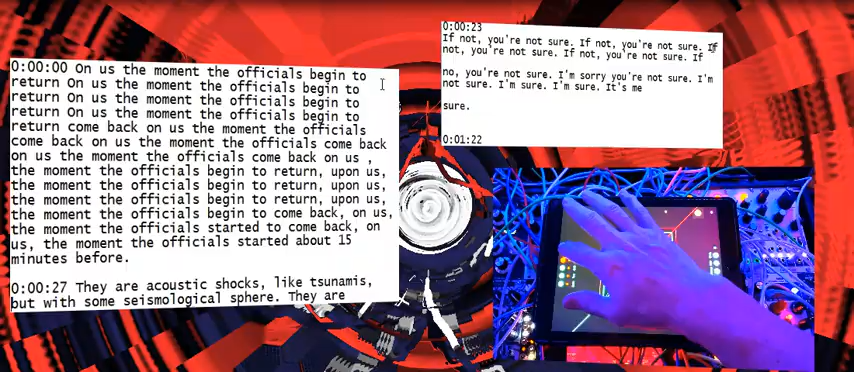 0:00:00 On us the moment the officials begin to
return On us the moment the officials begin to
return On us the moment the officials begin to
return On us the moment the officials begin to
return come back on us the moment the officials
come back on us the moment the officials come back
on us the moment the officials come back on us ,
the moment the officials begin to return, upon us,
the moment the officials begin to return, upon us,
the moment the officials begin to return, upon us,
the moment the officials begin to come back, on us,
the moment the officials started to come back, on
us, the moment the officials started about 15
minutes before.
0:00:27 They are acoustic shocks, like tsunamis,
but with some seismological sphere. They are
0:00:23
If not, you're not sure. If not, you're not sure. If
not, you're not sure. If not, you're not sure. If
no, you're not sure. I'm sorry you're not sure. I'm
not sure. I'm sure. I'm sure. It's me
sure.
0:01:22